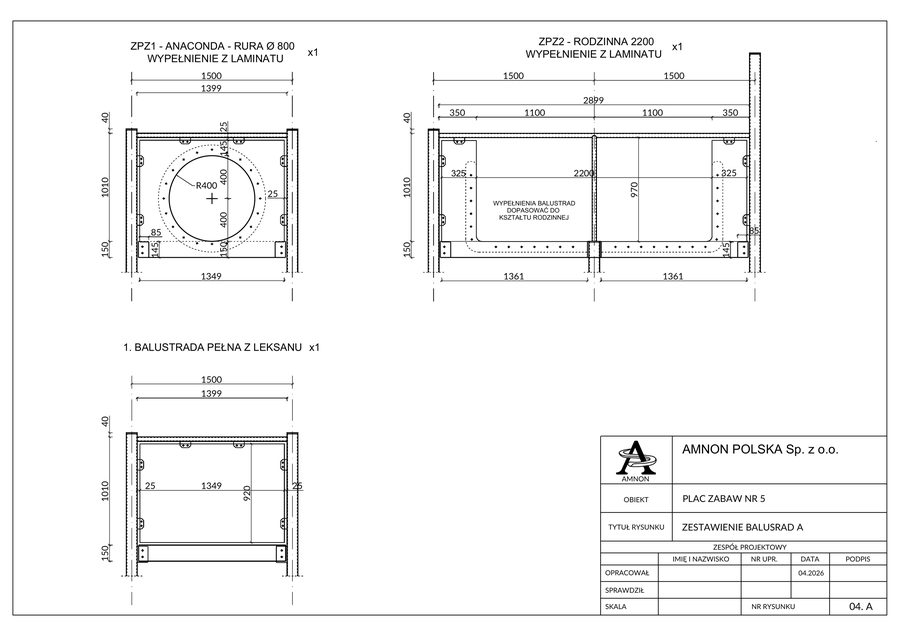 ZPZ1 - ANACONDA - RURA Ø 800
WYPEŁNIENIE Z LAMINATU
x1
1500
1399
40
1010
150
25
145
400
R400
25
400
85
145
150
1349
ZPZ2 - RODZINNA 2200
WYPEŁNIENIE Z LAMINATU
x1
1500
1500
2899
350
1100
1100
350
40
1010
150
325
2200
325
970
WYPEŁNIENIA BALUSTRAD
DOPASOWAĆ DO
KSZTAŁTU RODZINNEJ
85
145
1361
1361
1. BALUSTRADA PEŁNA Z LEKSANU x1
1500
1399
40
1010
150
25
1349
25
920
AMNON
AMNON POLSKA Sp. z o.o.
OBIEKT
PLAC ZABAW NR 5
TYTUŁ RYSUNKU
ZESTAWIENIE BALUSRAD A
ZESPÓŁ PROJEKTOWY
IMIĘ I NAZWISKO
NR UPR.
DATA
PODPIS
OPRACOWAŁ
04.2026
SPRAWDZIŁ
SKALA
NR RYSUNKU
04. A